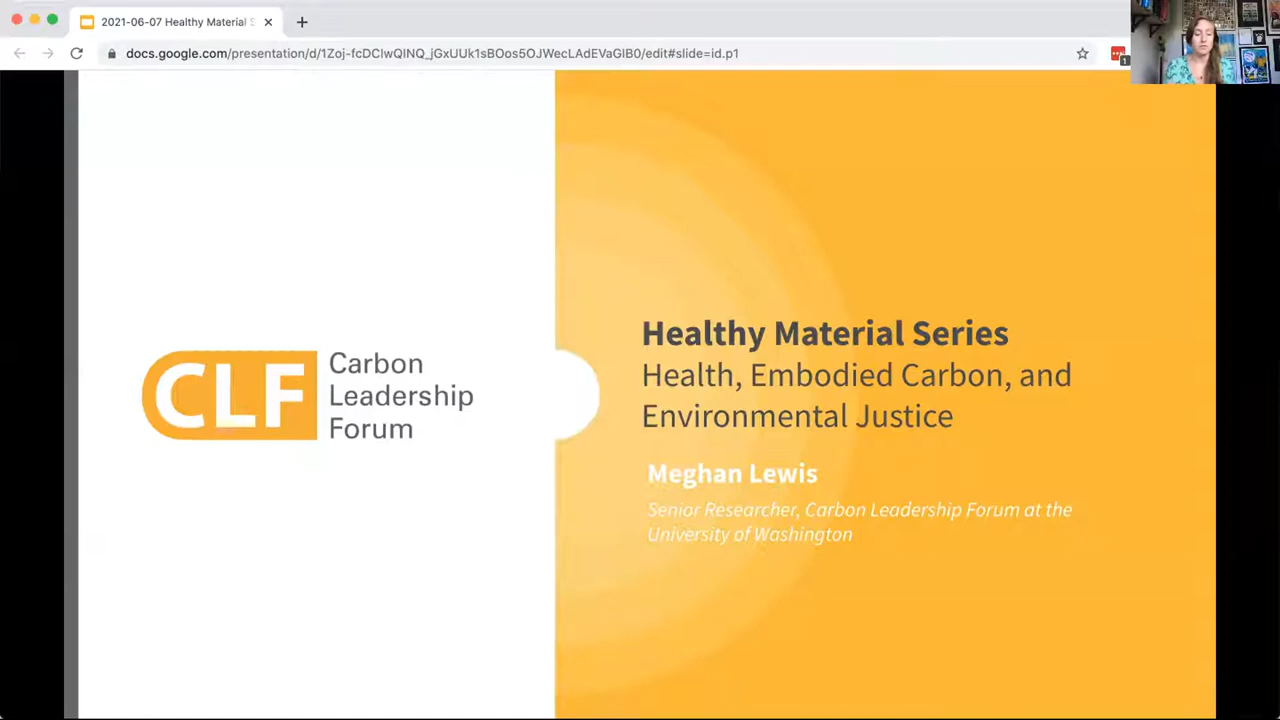 2021-06-07 Healthy Material S
docs.google.com/presentation/d/1Zoj-fcDClwQINQ_jGxUUk1sBOos5OJWecLAdEVaGlB0/edit#slide=id.p1
1
CLF
Carbon
Leadership
Forum
Healthy Material Series
Health, Embodied Carbon, and
Environmental Justice
Meghan Lewis
Senior Researcher, Carbon Leadership Forum at the
University of Washington